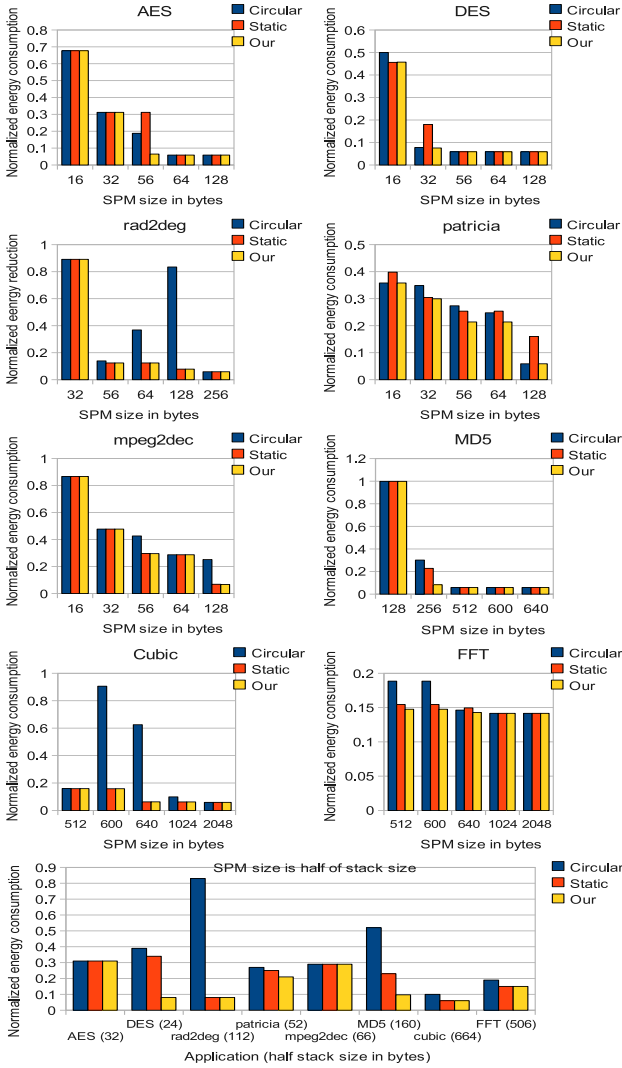 AES
Circular
Static
Our
Normalized energy consumption
0.8
0.7
0.6
0.5
0.4
0.3
0.2
0.1
0
16 32 56 64 128
SPM size in bytes
DES
Circular
Static
Our
Normalized energy consumption
0.6
0.5
0.4
0.3
0.2
0.1
0
16 32 56 64 128
SPM size in bytes
rad2deg
Circular
Static
Our
Normalized eenrgy reduction
1
0.8
0.6
0.4
0.2
0
32 56 64 128 256
SPM size in bytes
patricia
Circular
Static
Our
Normalized energy consumption
0.5
0.4
0.3
0.2
0.1
0
16 32 56 64 128
SPM size in bytes
mpeg2dec
Circular
Static
Our
Normalized energy consumption
1
0.8
0.6
0.4
0.2
0
16 32 56 64 128
SPM size in bytes
MD5
Circular
Static
Our
Normalized energy consumption
1.2
1
0.8
0.6
0.4
0.2
0
128 256 512 600 640
SPM size in bytes
Cubic
Circular
Static
Our
Normalized energy consumption
1
0.8
0.6
0.4
0.2
0
512 600 640 1024 2048
SPM size in bytes
FFT
Circular
Static
Our
Normalized energy consumption
0.2
0.15
0.1
0.05
0
512 600 640 1024 2048
SPM size in bytes
SPM size is half of stack size
Circular
Static
Our
Normalized energy consumption
0.9
0.8
0.7
0.6
0.5
0.4
0.3
0.2
0.1
0
DES (24) patricia (52) MD5 (160) FFT (506)
AES (32) rad2deg (112) mpeg2dec (66) cubic (664)
Application (half stack size in bytes)